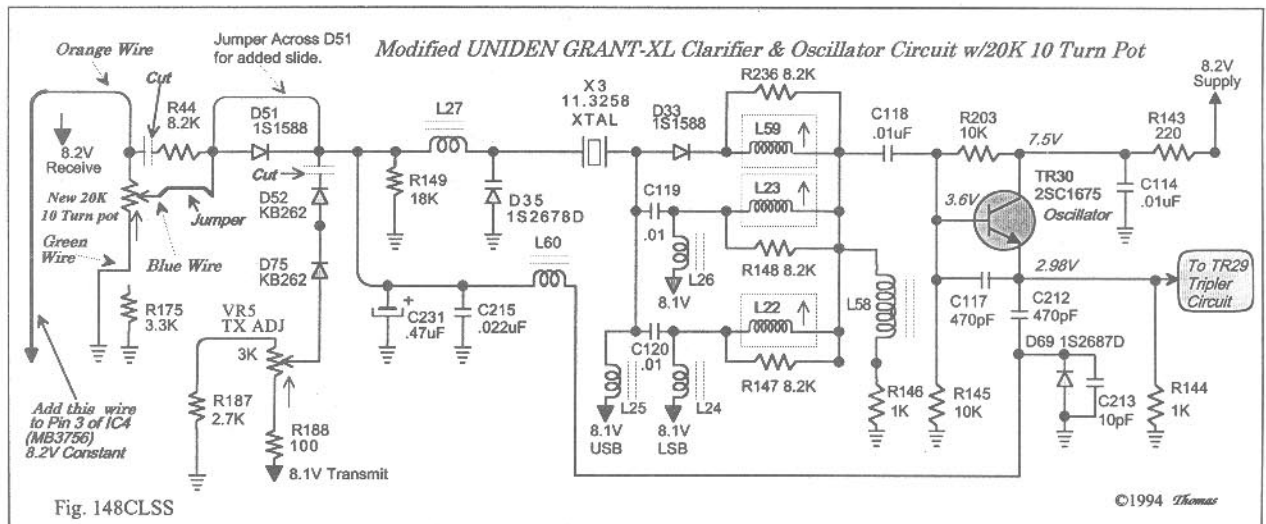 Modified UNIDEN GRANT-XL Clarifier & Oscillator Circuit w/20K 10 Turn Pot
Orange Wire
Jumper Across D51
for added slide.
Cut
R44
8.2K
D51
1S1588
8.2V
Receive
New 20K
10 Turn pot
Jumper
Green
Wire
Blue Wire
R175
3.3K
Cut
D52
KB262
D75
KB262
VR5
TX ADJ
3K
R187
2.7K
R188
100
8.1V Transmit
Add this wire
to Pin 3 of IC4
(MB3756)
8.2V Constant
L27
R149
18K
D35
1S2678D
L60
C231
.47uF
+
C215
.022uF
X3
11.3258
XTAL
D33
1S1588
R236 8.2K
L59
C119
.01
L23
L26
8.1V
R148 8.2K
L22
C120
.01
R147 8.2K
L25
L24
8.1V
USB
8.1V
LSB
L58
R146
1K
C118
.01uF
R203
10K
7.5V
8.2V
Supply
R143
220
C114
.01uF
TR30
2SC1675
Oscillator
3.6V
2.98V
To TR29
Tripler
Circuit
C117
470pF
C212
470pF
D69 1S2687D
R145
10K
C213
10pF
R144
1K
Fig. 148CLSS
©1994 Thomas